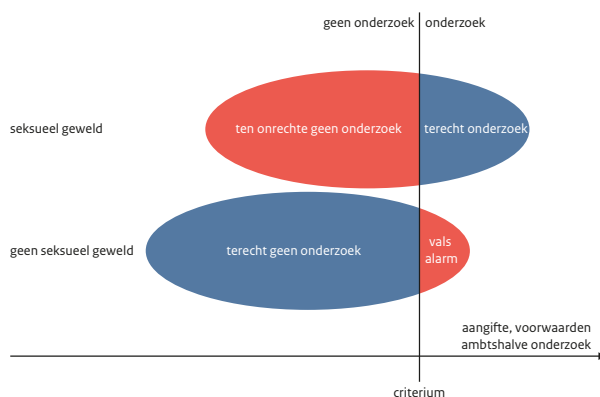 geen onderzoek
onderzoek
seksueel geweld
ten onrechte geen onderzoek
terecht onderzoek
geen seksueel geweld
terecht geen onderzoek
vals
alarm
aangifte, voorwaarden
ambtshalve onderzoek
criterium